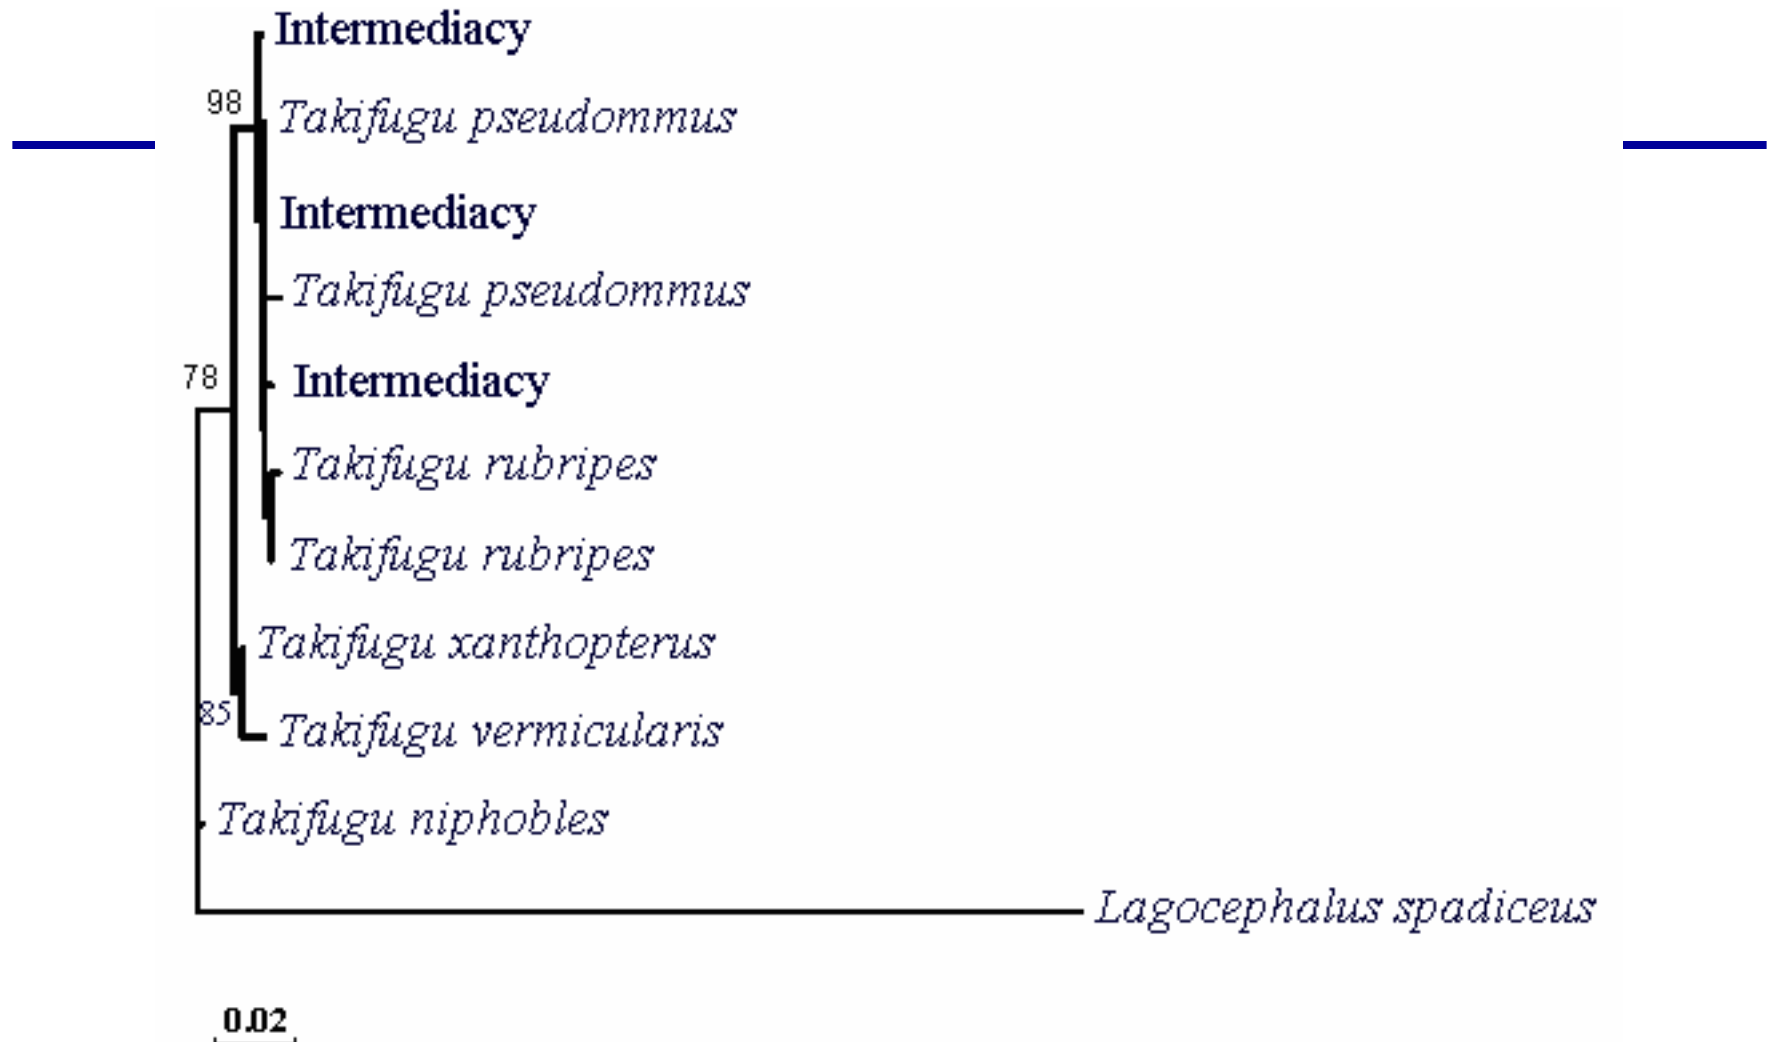 Intermediacy
98
Takifugu pseudommus
Intermediacy
Takifugu pseudommus
78
Intermediacy
Takifugu rubripes
Takifugu rubripes
Takifugu xanthopterus
85
Takifugu vermicularis
Takifugu niphobles
Lagocephalus spadiceus
0.02